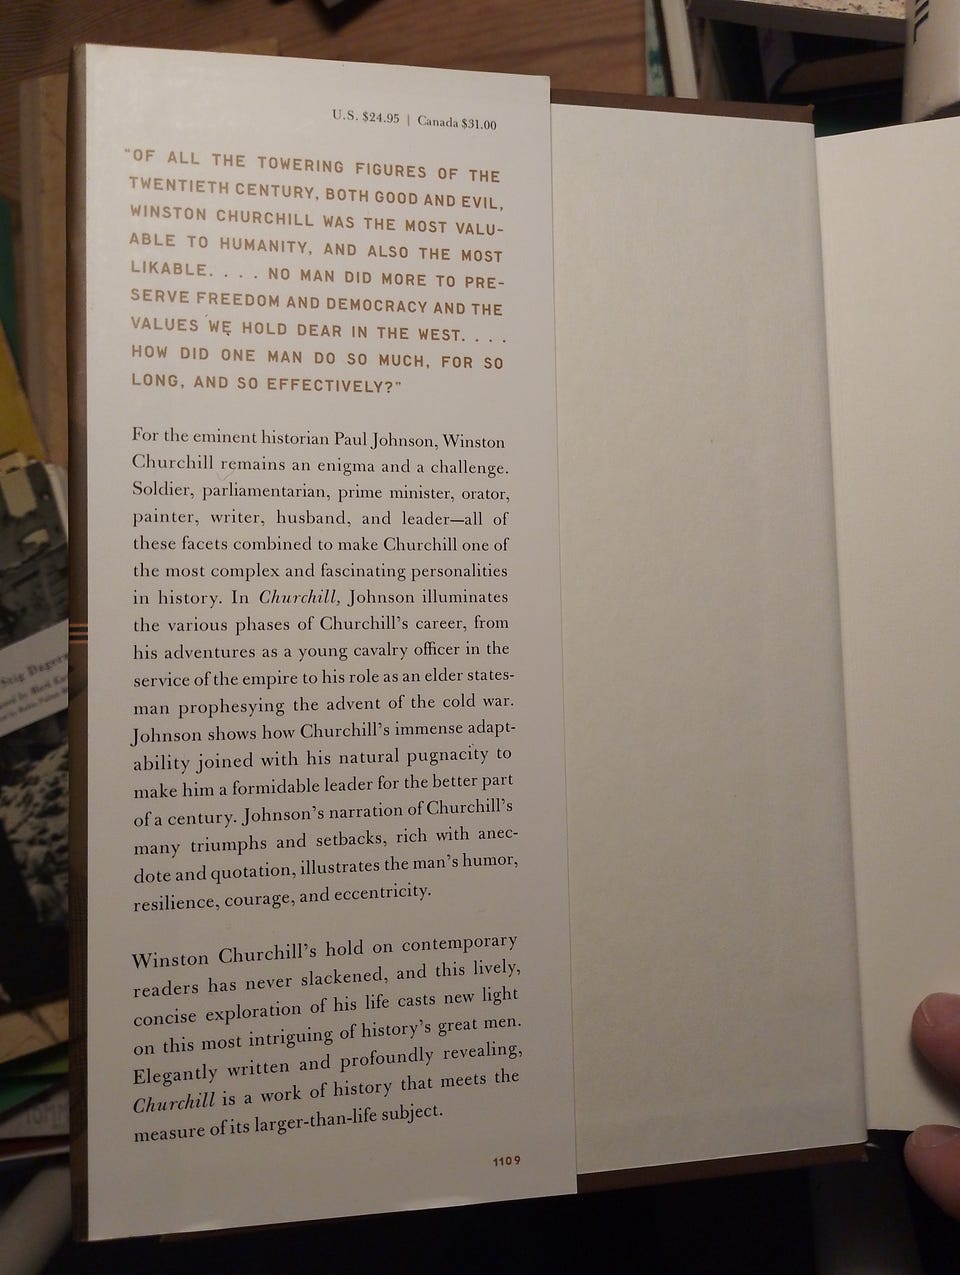 U.S. $24.95 | Canada $31.00
"OF ALL THE TOWERING FIGURES OF THE
TWENTIETH CENTURY, BOTH GOOD AND EVIL,
WINSTON CHURCHILL WAS THE MOST VALU-
ABLE TO HUMANITY, AND ALSO THE MOST
LIKABLE. . . . NO MAN DID MORE TO PRE-
SERVE FREEDOM AND DEMOCRACY AND THE
VALUES WE HOLD DEAR IN THE WEST. . . .
HOW DID ONE MAN DO SO MUCH, FOR SO
LONG, AND SO EFFECTIVELY?"
For the eminent historian Paul Johnson, Winston
Churchill remains an enigma and a challenge.
Soldier, parliamentarian, prime minister, orator,
painter, writer, husband, and leader—all of
these facets combined to make Churchill one of
the most complex and fascinating personalities
in history. In Churchill, Johnson illuminates
the various phases of Churchill's career, from
his adventures as a young cavalry officer in the
service of the empire to his role as an elder states-
man prophesying the advent of the cold war.
Johnson shows how Churchill's immense adapt-
ability joined with his natural pugnacity to
make him a formidable leader for the better part
of a century. Johnson's narration of Churchill's
many triumphs and setbacks, rich with anec-
dote and quotation, illustrates the man's humor,
resilience, courage, and eccentricity.
Winston Churchill's hold on contemporary
readers has never slackened, and this lively,
concise exploration of his life casts new light
on this most intriguing of history's great men.
Elegantly written and profoundly revealing,
Churchill is a work of history that meets the
measure of its larger-than-life subject.
1109